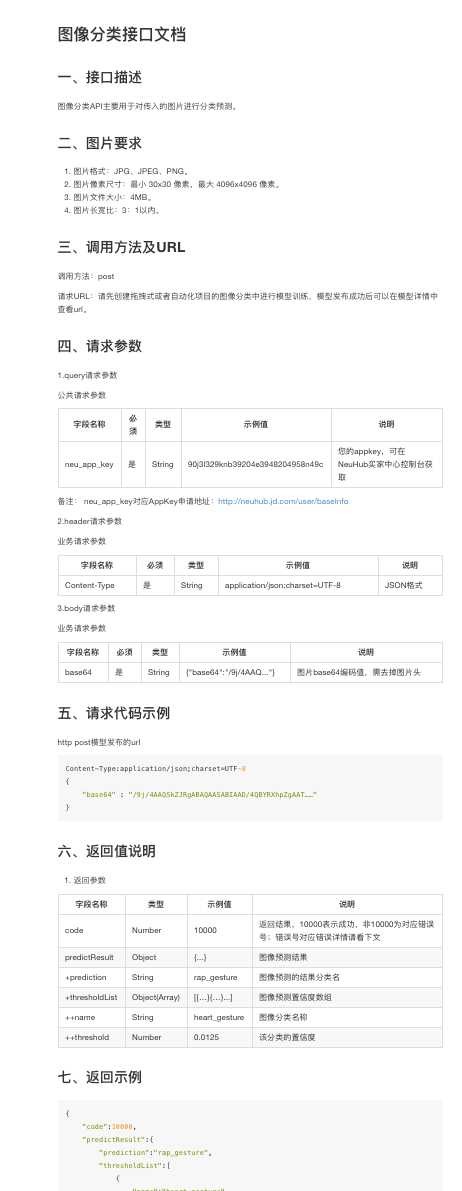 图像分类接口文档
一、接口描述
图像分类API主要用于对传入的图片进行分类预测。
二、图片要求
1. 图片格式：JPG、JPEG、PNG。
2. 图片像素尺寸：最小 30x30 像素，最大 4096x4096 像素。
3. 图片文件大小：4MB。
4. 图片长宽比：3：1以内。
三、调用方法及URL
调用方法：post
请求URL：请先创建拖拽式或者自动化项目的图像分类中进行模型训练，模型发布成功后可以在模型详情中
查看url。
四、请求参数
1.query请求参数
公共请求参数
字段名称 必须 类型 示例值 说明
neu_app_key 是 String 90j3l329knb39204e3948204958n49c 您的appkey，可在NeuHub买家中心控制台获取
备注： neu_app_key对应AppKey申请地址：http://neuhub.jd.com/user/baseInfo
2.header请求参数
业务请求参数
字段名称 必须 类型 示例值 说明
Content-Type 是 String application/json;charset=UTF-8 JSON格式
3.body请求参数
业务请求参数
字段名称 必须 类型 示例值 说明
base64 是 String {"base64":"/9j/4AAQ..."} 图片base64编码值，需去掉图片头
五、请求代码示例
http post模型发布的url
Content-Type:application/json;charset=UTF-8
{
"base64" : "/9j/4AAQSkZJRgABAQAASABIAAD/4QBYRXhpZgAAT……"
}
六、返回值说明
1. 返回参数
字段名称 类型 示例值 说明
code Number 10000 返回结果，10000表示成功，非10000为对应错误号；错误号对应错误详情请看下文
predictResult Object {...} 图像预测结果
+prediction String rap_gesture 图像预测的结果分类名
+thresholdList Object(Array) [{...}{...}...] 图像预测置信度数组
++name String heart_gesture 图像分类名称
++threshold Number 0.0125 该分类的置信度
七、返回示例
{
"code":10000,
"predictResult":{
"prediction":"rap_gesture",
"thresholdList":[
{